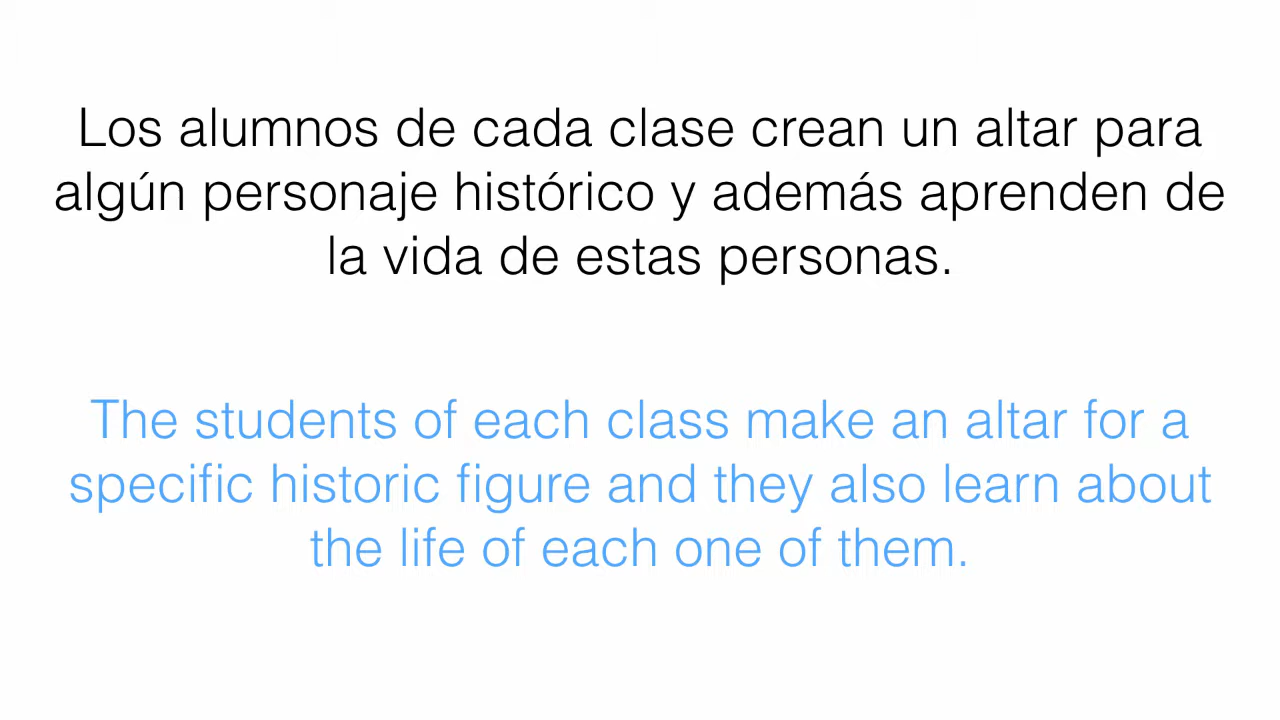 Los alumnos de cada clase crean un altar para
algún personaje histórico y además aprenden de
la vida de estas personas.
The students of each class make an altar for a
specific historic figure and they also learn about
the life of each one of them.